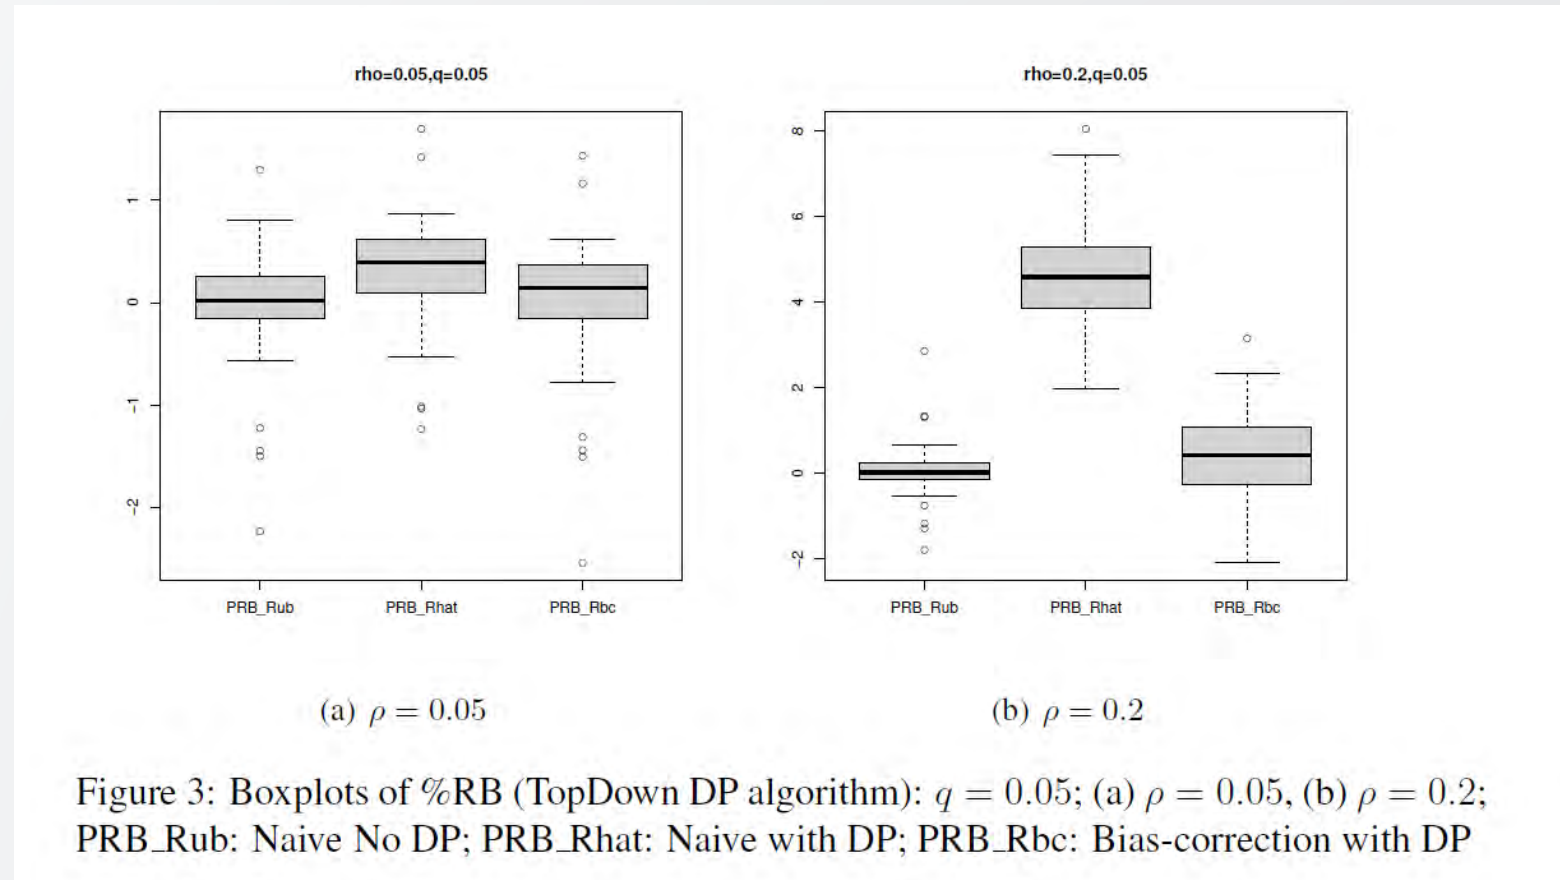 rho=0.05,q=0.05
1
0
-1
-2
PRB_Rub PRB_Rhat PRB_Rbc
(a) ρ = 0.05
rho=0.2,q=0.05
8
6
4
2
0
-2
PRB_Rub PRB_Rhat PRB_Rbc
(b) ρ = 0.2
Figure 3: Boxplots of %RB (TopDown DP algorithm): q = 0.05; (a) ρ = 0.05, (b) ρ = 0.2;
PRB_Rub: Naive No DP; PRB_Rhat: Naive with DP; PRB_Rbc: Bias-correction with DP